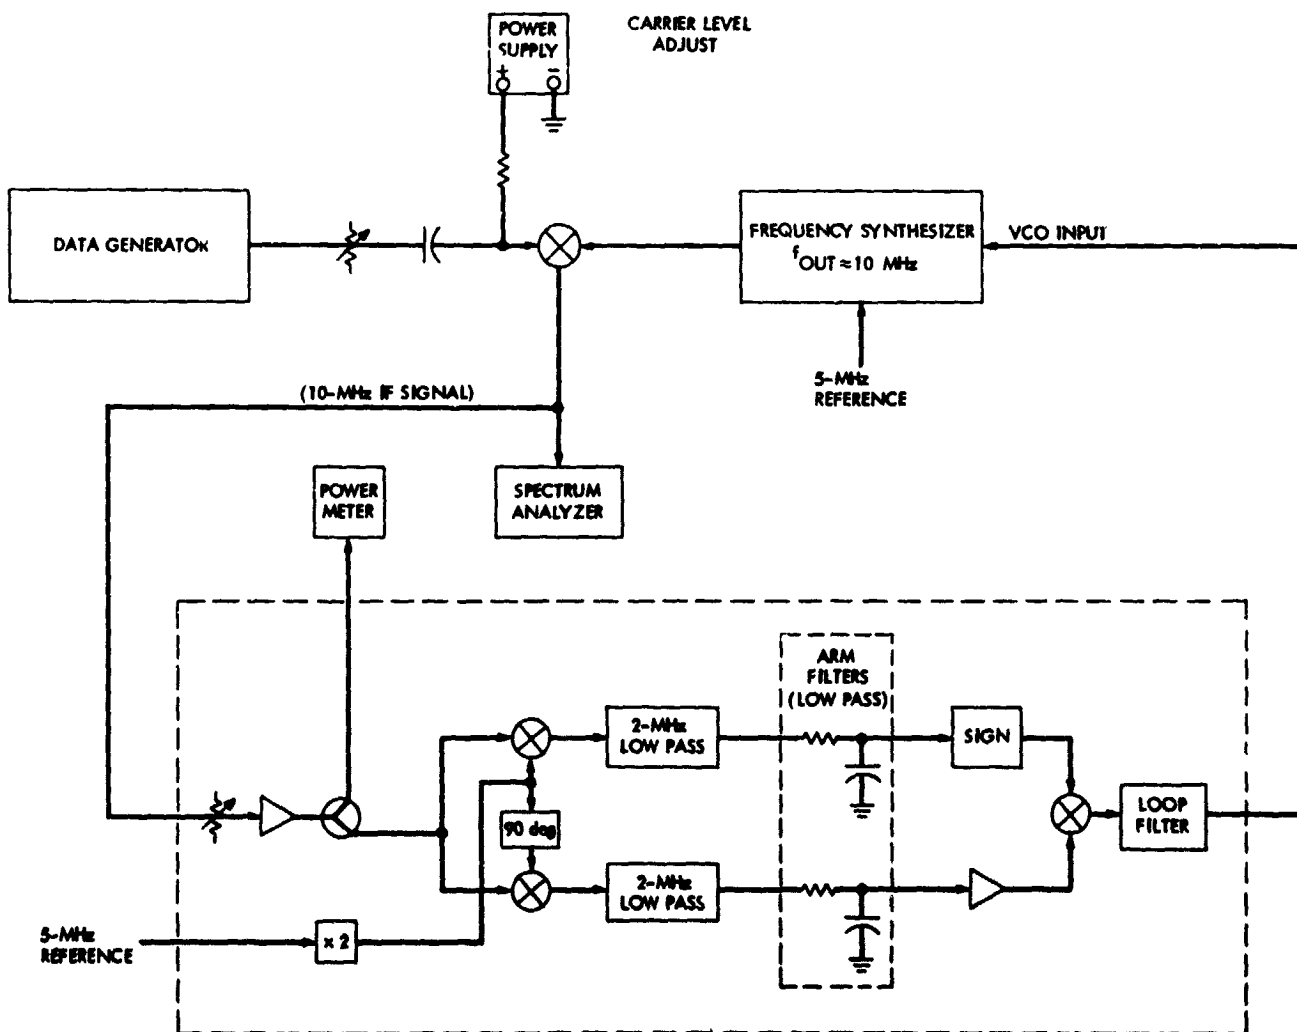 POWER
SUPPLY
+ −
CARRIER LEVEL
ADJUST
DATA GENERATOR
FREQUENCY SYNTHESIZER
fOUT ≈ 10 MHz
VCO INPUT
5-MHz
REFERENCE
(10-MHz IF SIGNAL)
POWER
METER
SPECTRUM
ANALYZER
ARM
FILTERS
(LOW PASS)
2-MHz
LOW PASS
SIGN
90 deg
LOOP
FILTER
2-MHz
LOW PASS
5-MHz
REFERENCE
× 2